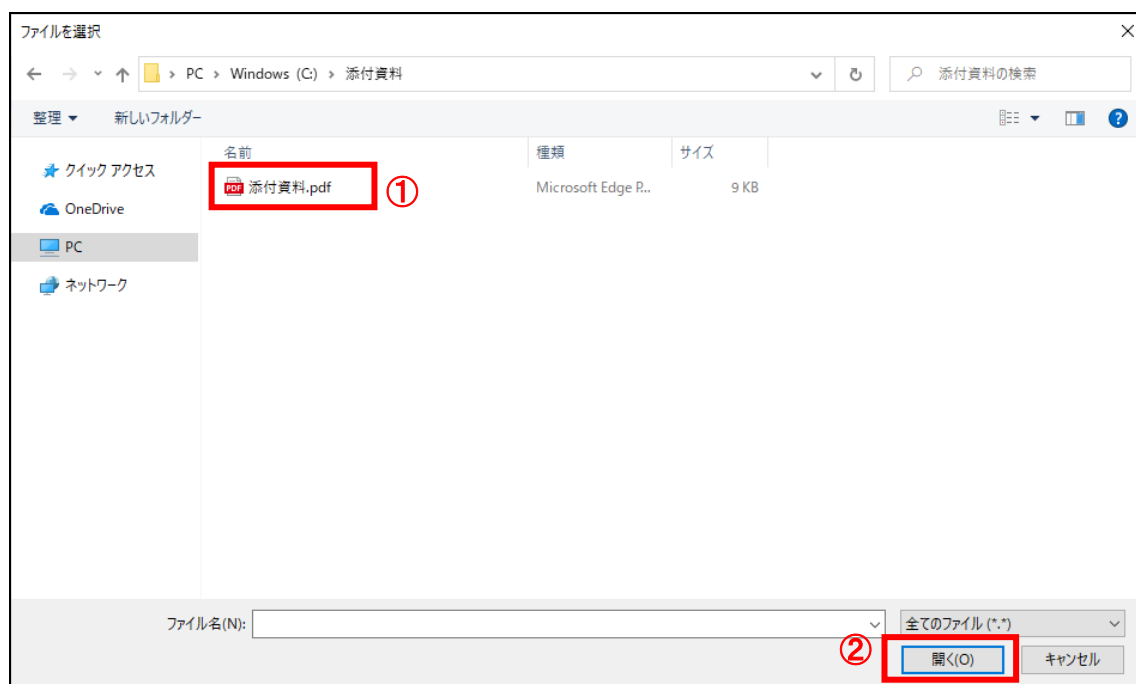 ファイルを選択
PC › Windows (C:) › 添付資料
添付資料の検索
整理
新しいフォルダー
名前 種類 サイズ
クイック アクセス
PDF 添付資料.pdf ① Microsoft Edge P... 9 KB
OneDrive
PC
ネットワーク
ファイル名(N):
全てのファイル (*.*)
② 開く(O) キャンセル